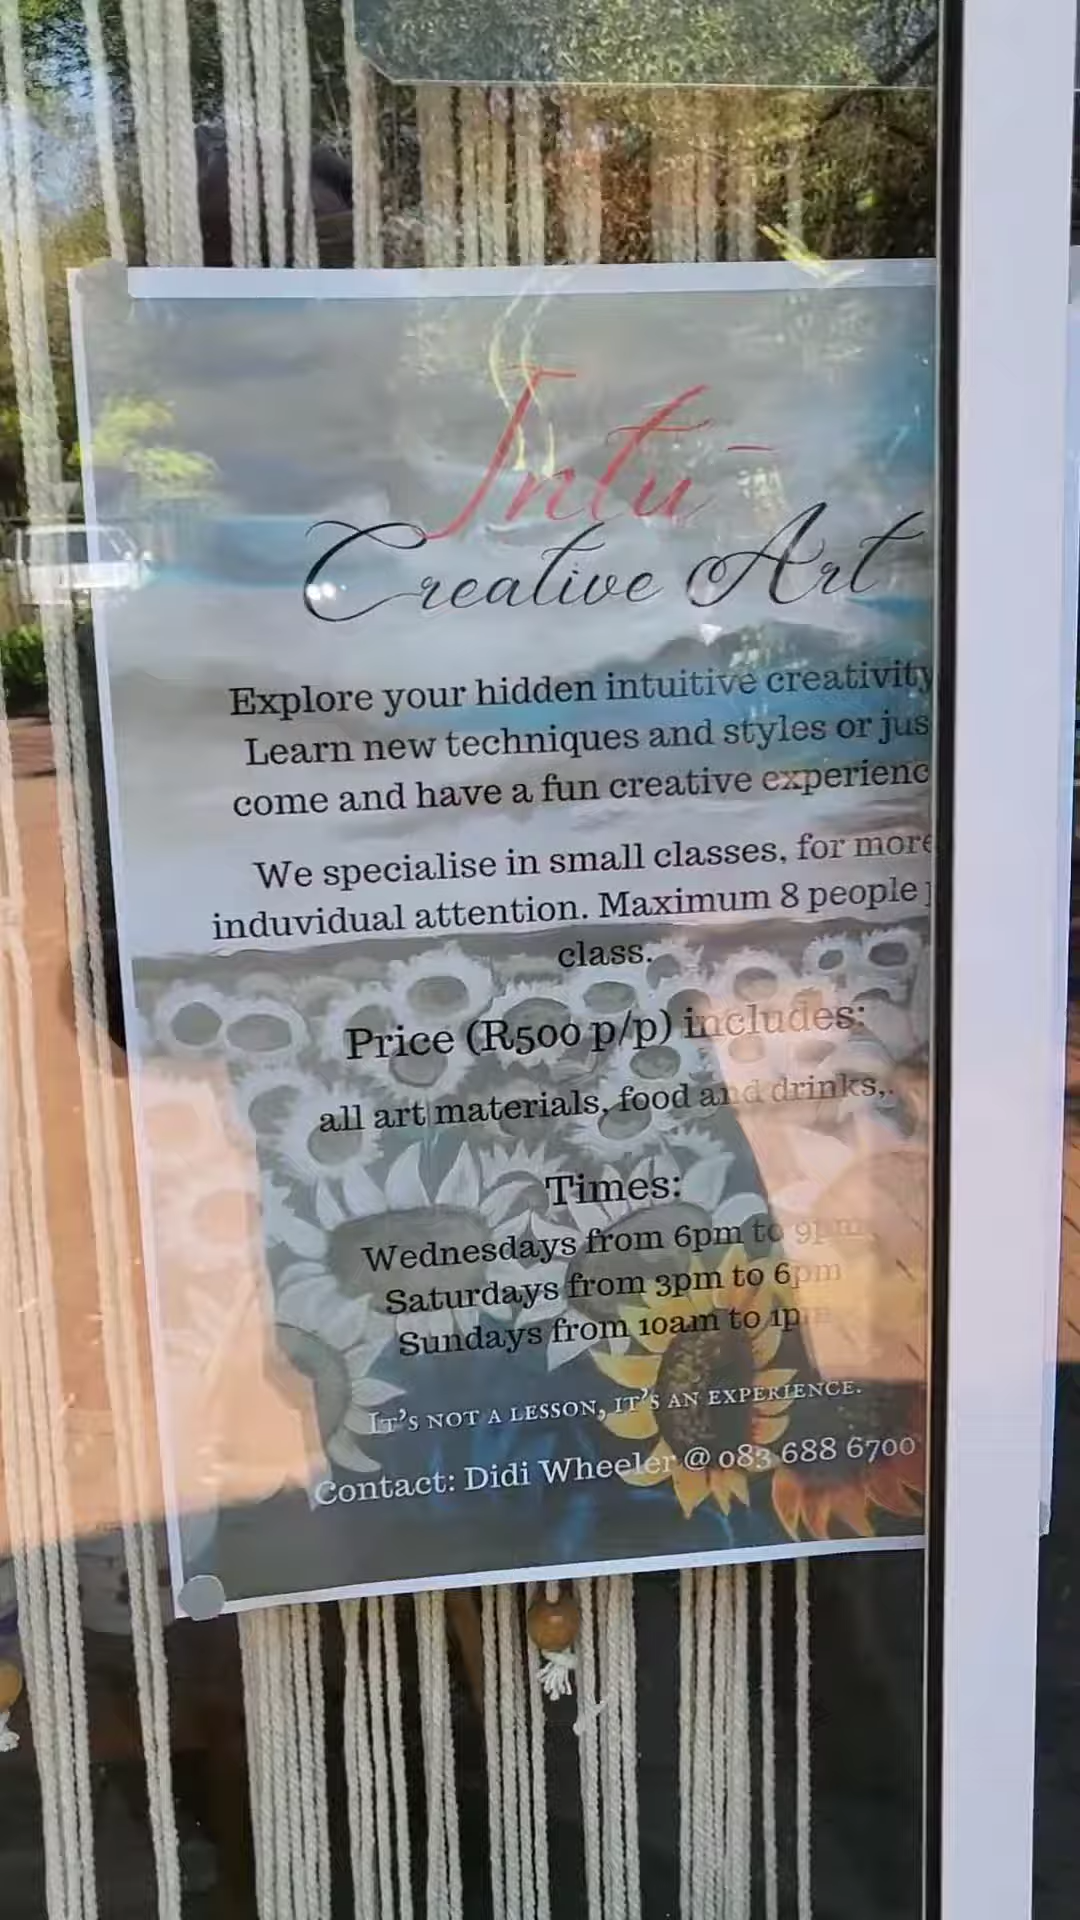 Intu-
Creative Art
Explore your hidden intuitive creativity
Learn new techniques and styles or jus
come and have a fun creative experienc
We specialise in small classes, for more
induvidual attention. Maximum 8 people
class.
Price (R500 p/p) includes:
all art materials, food and drinks,.
Times:
Wednesdays from 6pm to 9pm
Saturdays from 3pm to 6pm
Sundays from 10am to 1pm
IT'S NOT A LESSON, IT'S AN EXPERIENCE.
Contact: Didi Wheeler @ 083 688 6700